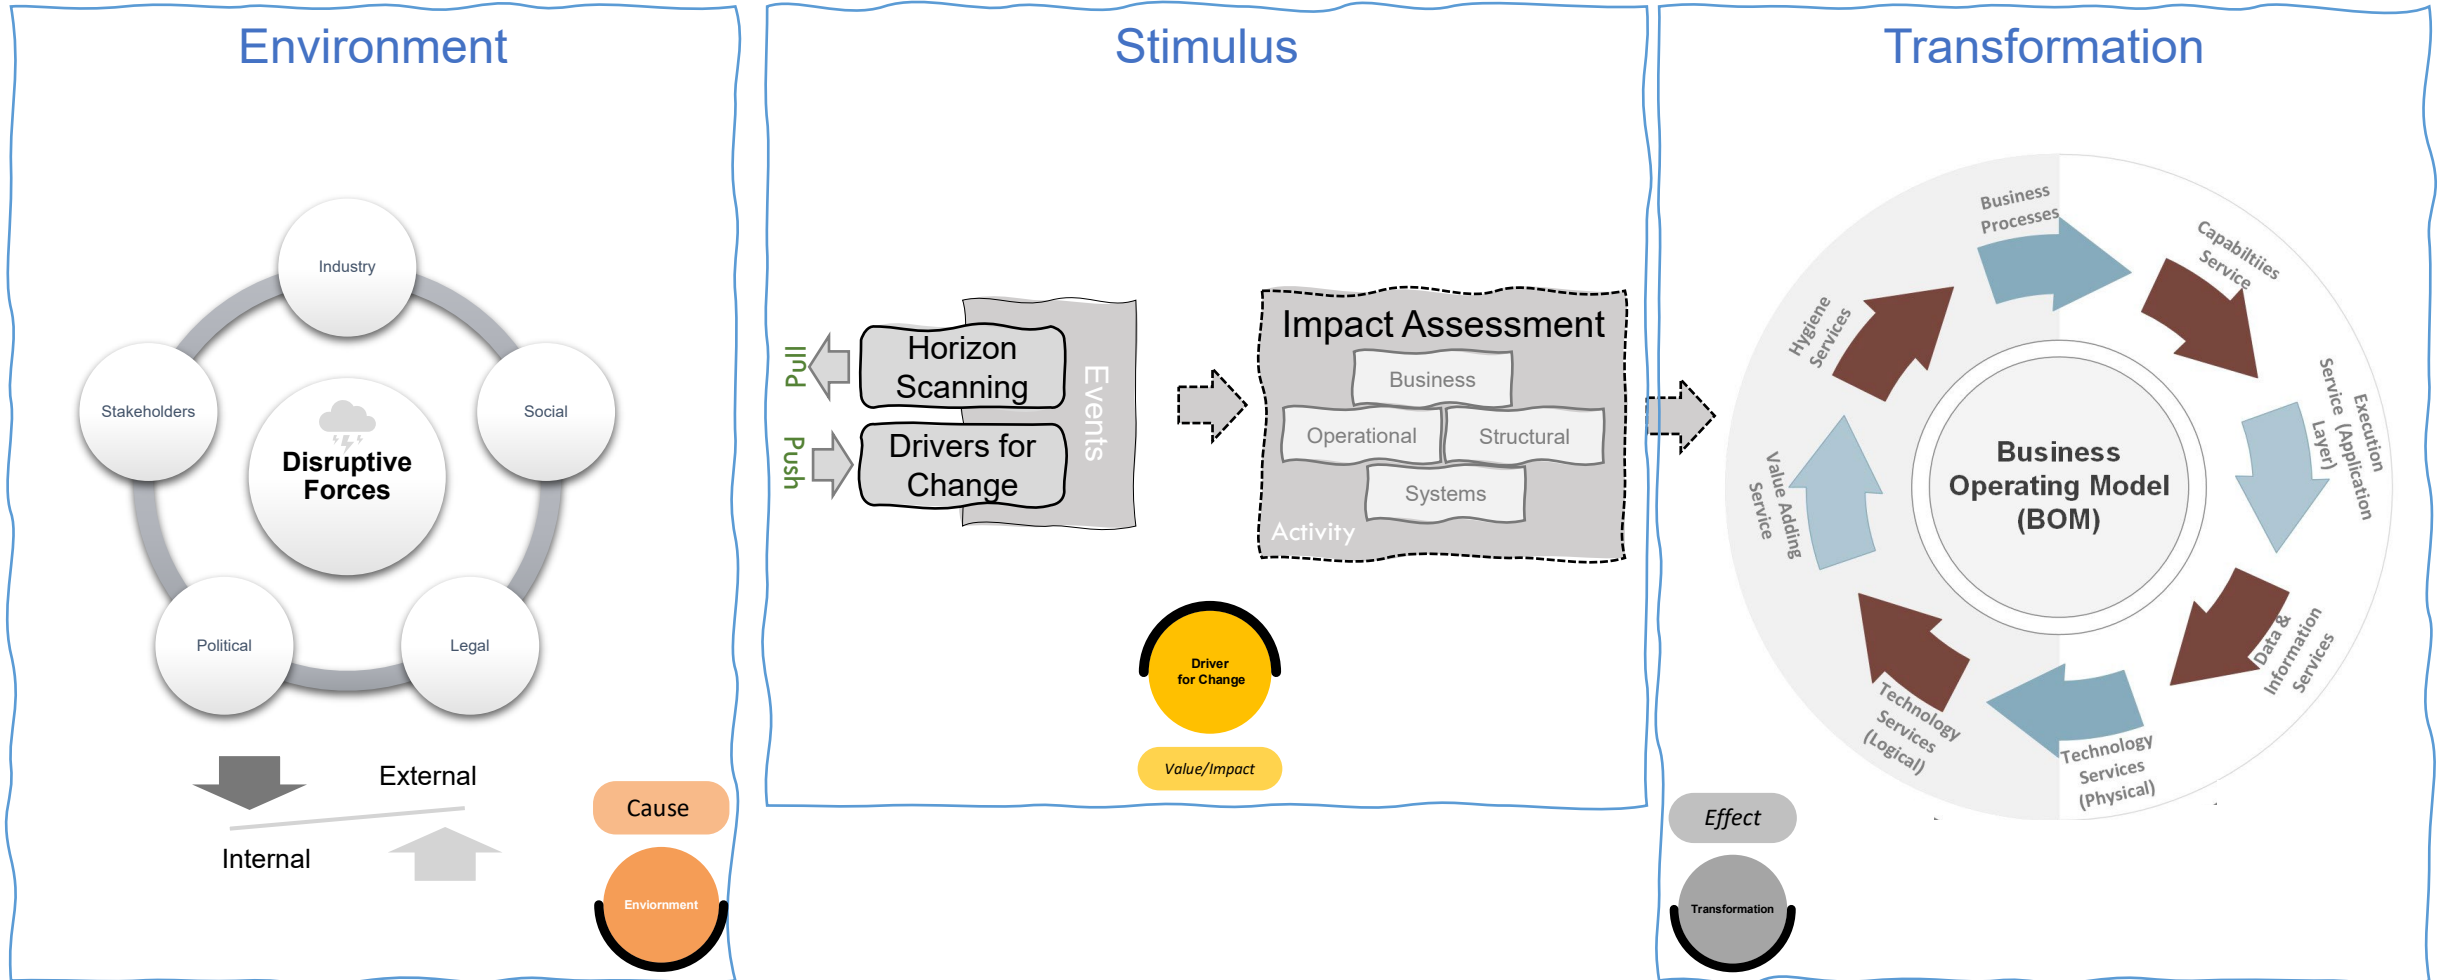 Environment
Industry
Stakeholders
Social
Disruptive
Forces
Political
Legal
External
Internal
Cause
Enviornment
Stimulus
Pull
Push
Horizon
Scanning
Drivers for
Change
Events
Impact Assessment
Business
Operational
Structural
Systems
Activity
Driver
for Change
Value/Impact
Transformation
Business
Processes
Capabiltiies
Service
Execution
Service (Application
Layer)
Data &
Information
Services
Technology
Services
(Physical)
Technology
Services
(Logical)
Value Adding
Service
Hygiene
Services
Business
Operating Model
(BOM)
Effect
Transformation